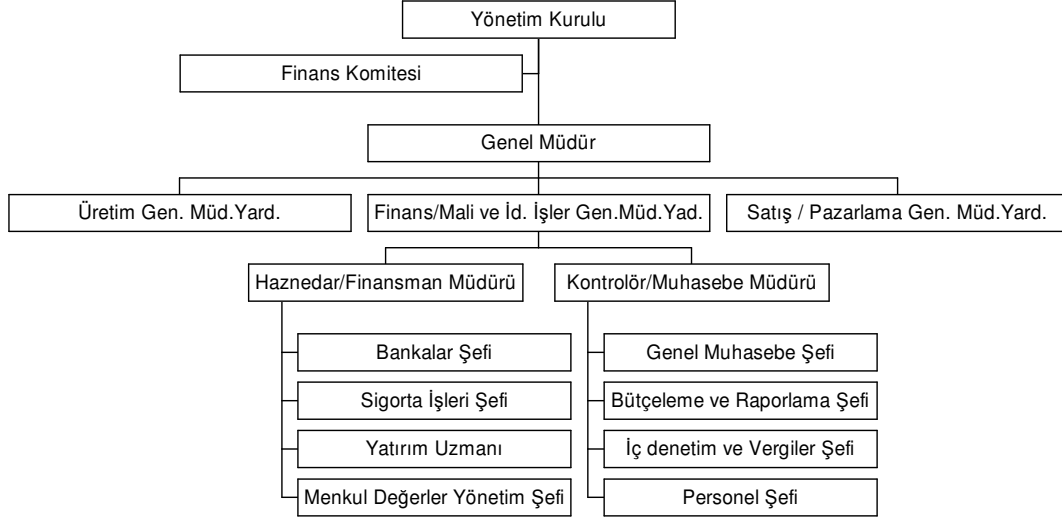 Yönetim Kurulu
Finans Komitesi
Genel Müdür
Üretim Gen. Müd.Yard.
Finans/Mali ve İd. İşler Gen.Müd.Yad.
Satış / Pazarlama Gen. Müd.Yard.
Haznedar/Finansman Müdürü
Kontrolör/Muhasebe Müdürü
Bankalar Şefi
Genel Muhasebe Şefi
Sigorta İşleri Şefi
Bütçeleme ve Raporlama Şefi
Yatırım Uzmanı
İç denetim ve Vergiler Şefi
Menkul Değerler Yönetim Şefi
Personel Şefi